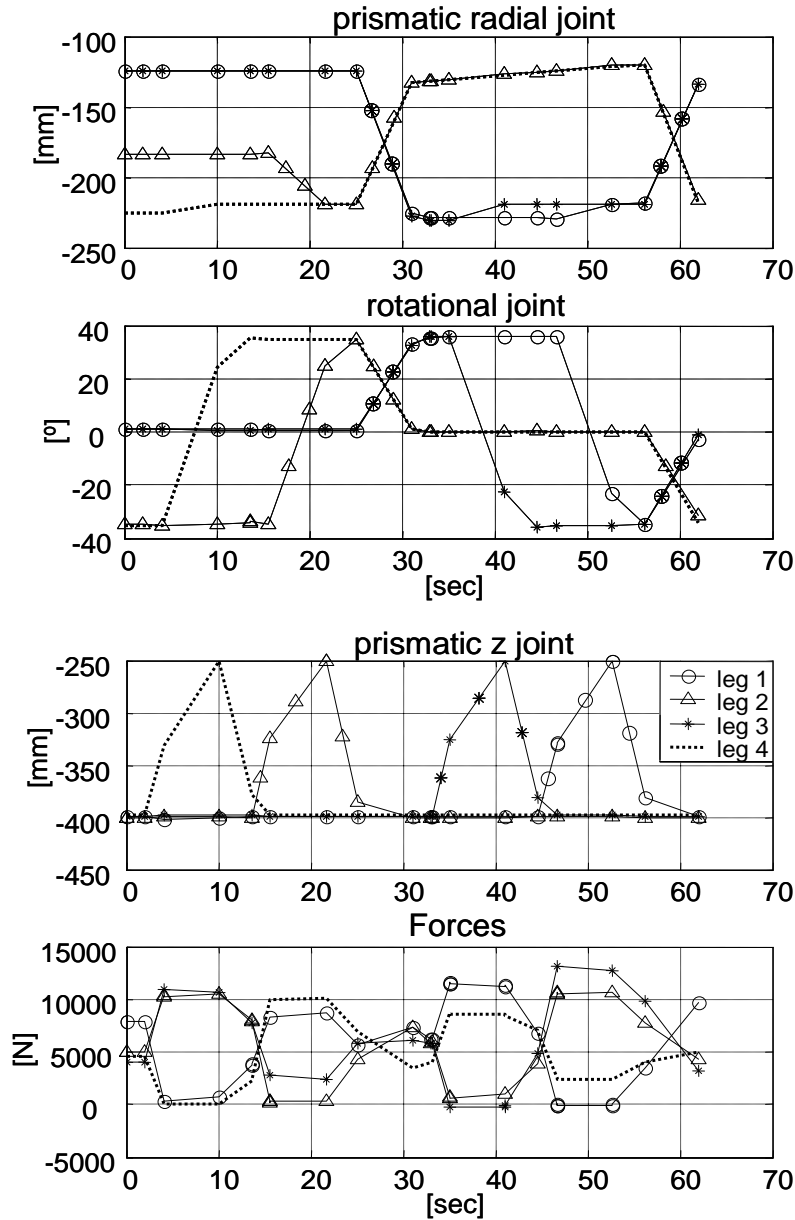 prismatic radial joint
-100
-150
-200
-250
[mm]
0 10 20 30 40 50 60 70
rotational joint
40
20
0
-20
-40
[º]
0 10 20 30 40 50 60 70
[sec]
prismatic z joint
-250
-300
-350
-400
-450
[mm]
leg 1
leg 2
leg 3
leg 4
0 10 20 30 40 50 60 70
Forces
15000
10000
5000
0
-5000
[N]
0 10 20 30 40 50 60 70
[sec]